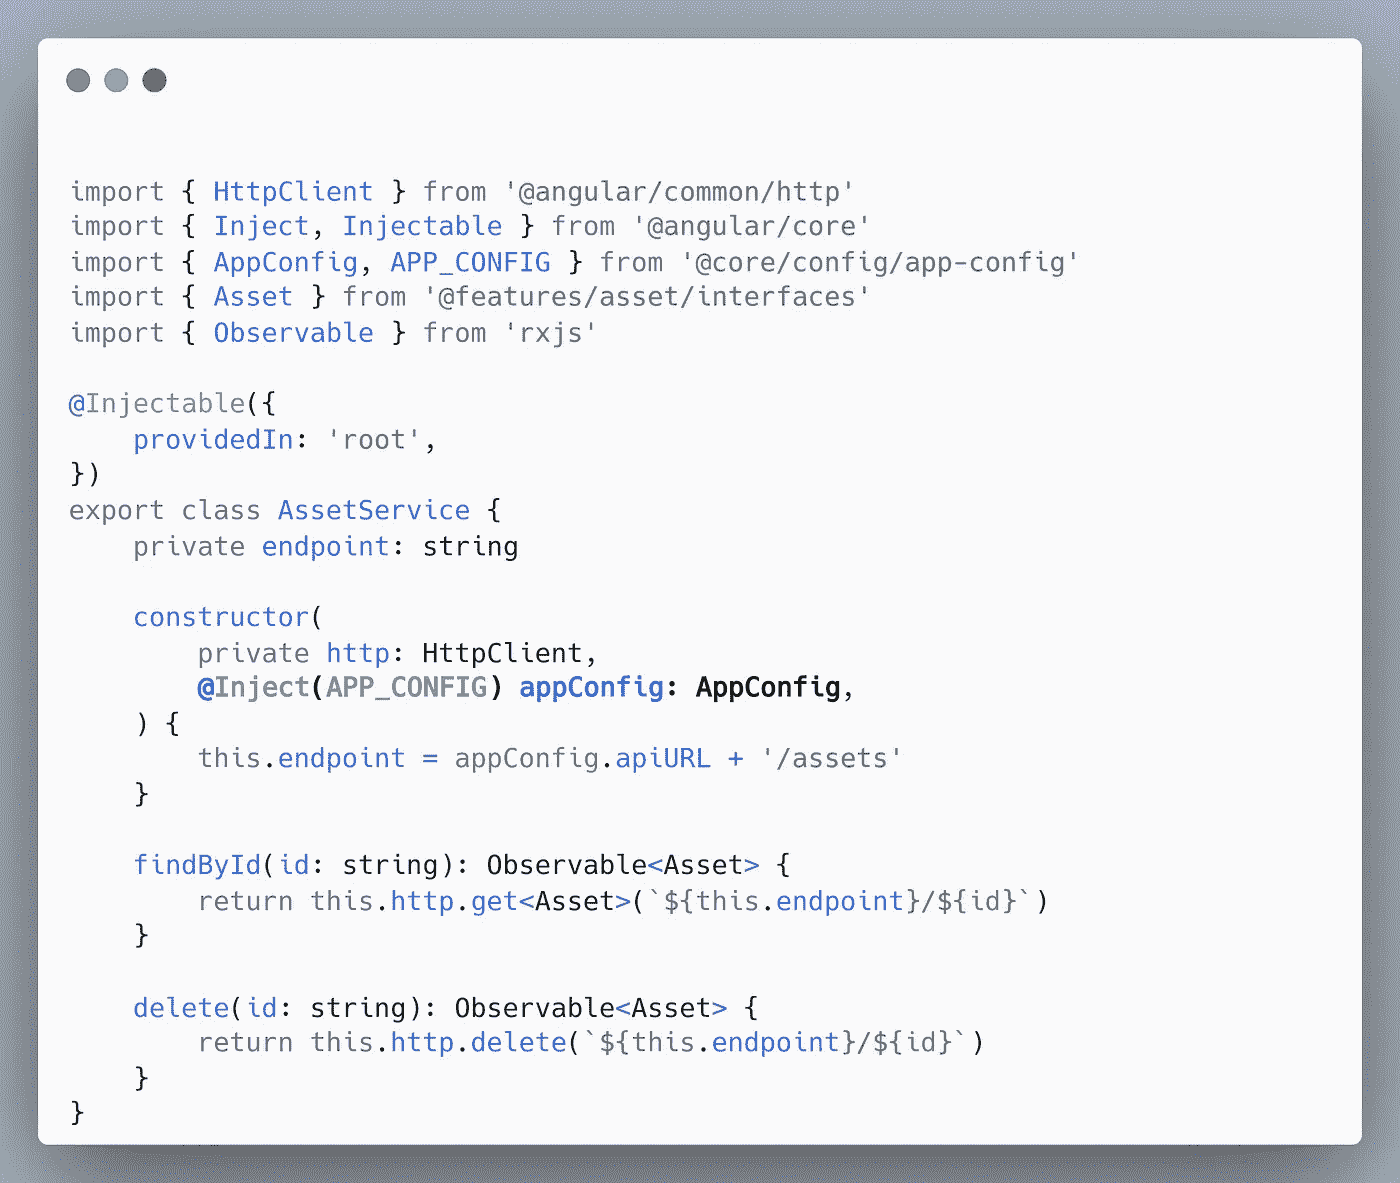 import { HttpClient } from '@angular/common/http'
import { Inject, Injectable } from '@angular/core'
import { AppConfig, APP_CONFIG } from '@core/config/app-config'
import { Asset } from '@features/asset/interfaces'
import { Observable } from 'rxjs'

@Injectable({
    providedIn: 'root',
})
export class AssetService {
    private endpoint: string

    constructor(
        private http: HttpClient,
        @Inject(APP_CONFIG) appConfig: AppConfig,
    ) {
        this.endpoint = appConfig.apiURL + '/assets'
    }

    findById(id: string): Observable<Asset> {
        return this.http.get<Asset>(`${this.endpoint}/${id}`)
    }

    delete(id: string): Observable<Asset> {
        return this.http.delete(`${this.endpoint}/${id}`)
    }
}